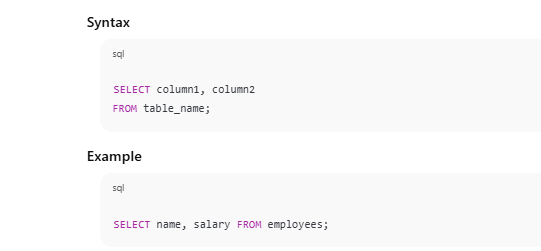 Syntax
sql
SELECT column1, column2
FROM table_name;
Example
sql
SELECT name, salary FROM employees;